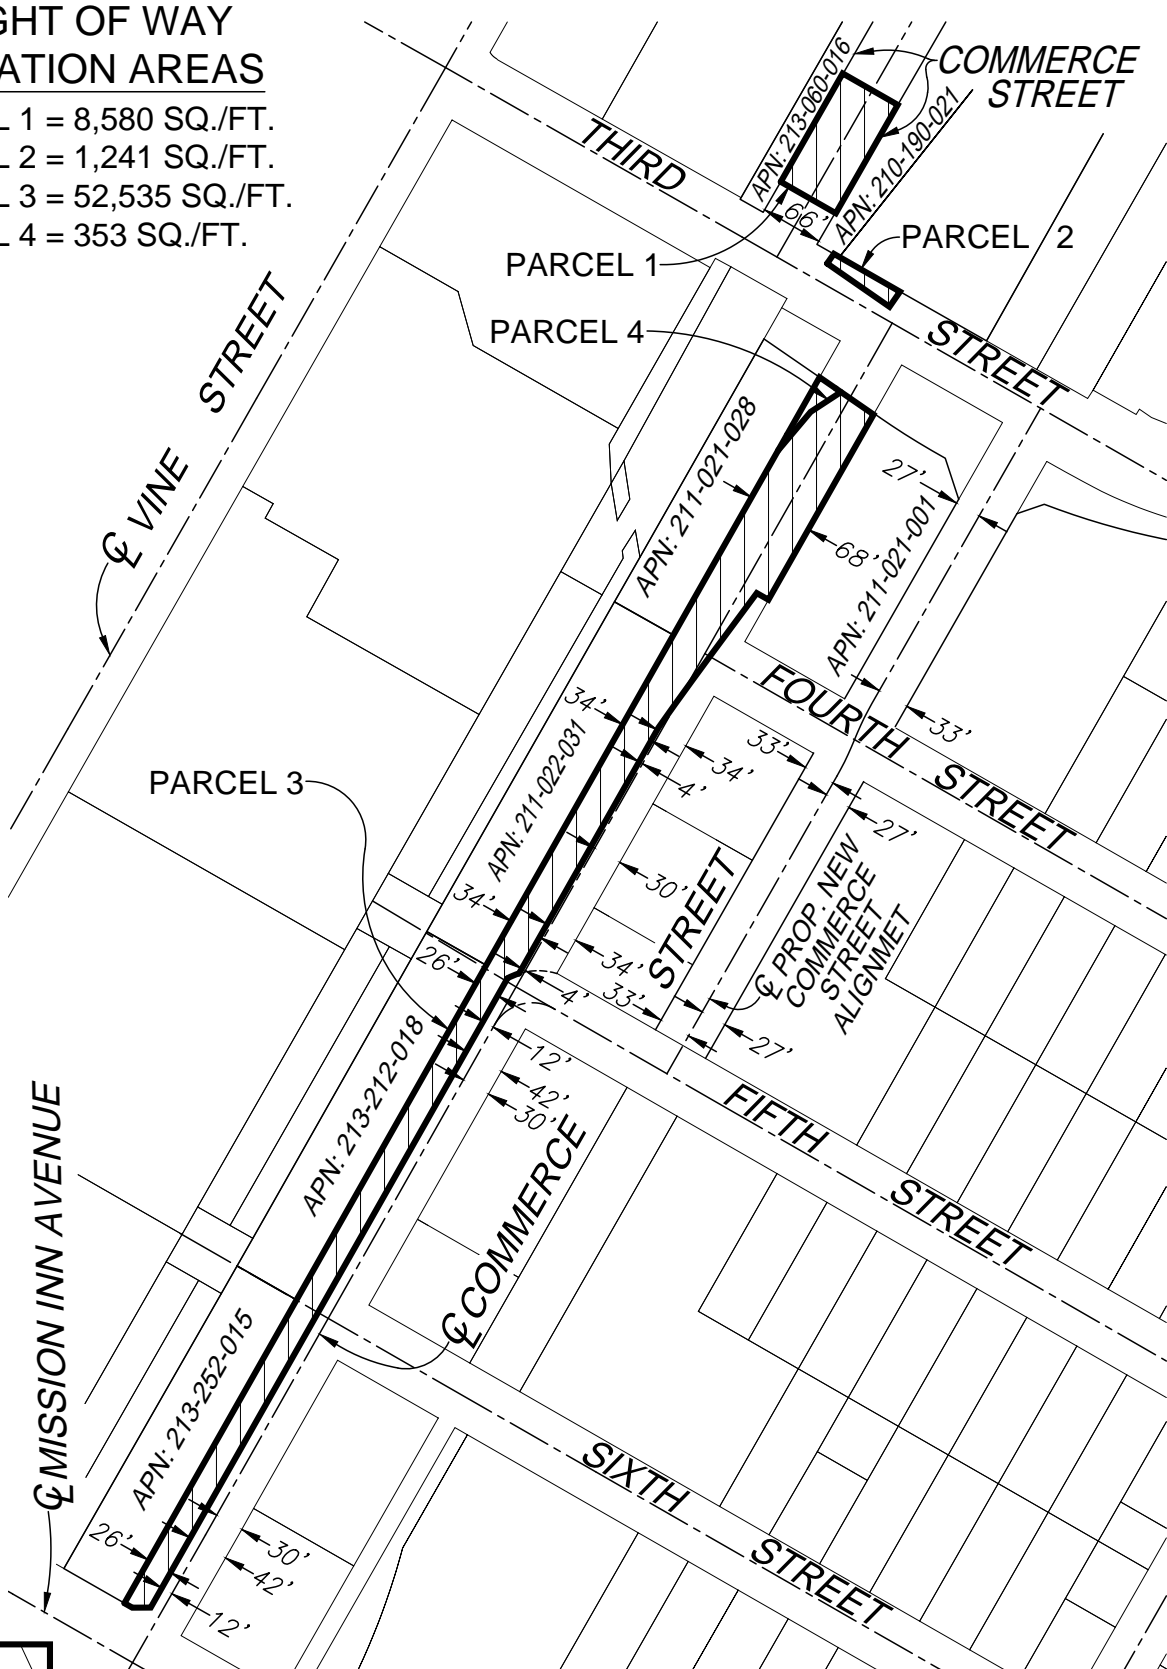 GHT OF WAY
ATION AREAS
L 1 = 8,580 SQ./FT.
L 2 = 1,241 SQ./FT.
L 3 = 52,535 SQ./FT.
L 4 = 353 SQ./FT.
COMMERCE
STREET
APN: 213-060-016
APN: 210-190-021
THIRD
STREET
66'
PARCEL 1
PARCEL 2
PARCEL 4
℄ VINE STREET
APN: 211-021-028
27'
68'
APN: 211-021-001
33'
FOURTH
STREET
34'
APN: 211-022-031
33'
34'
4'
27'
PARCEL 3
30'
34'
STREET
℄ PROP. NEW
COMMERCE
STREET
ALIGNMET
26'
34'
4'
33'
27'
APN: 213-212-018
12'
42'
30'
FIFTH
STREET
℄ COMMERCE
℄ MISSION INN AVENUE
APN: 213-252-015
SIXTH
STREET
26'
30'
42'
12'